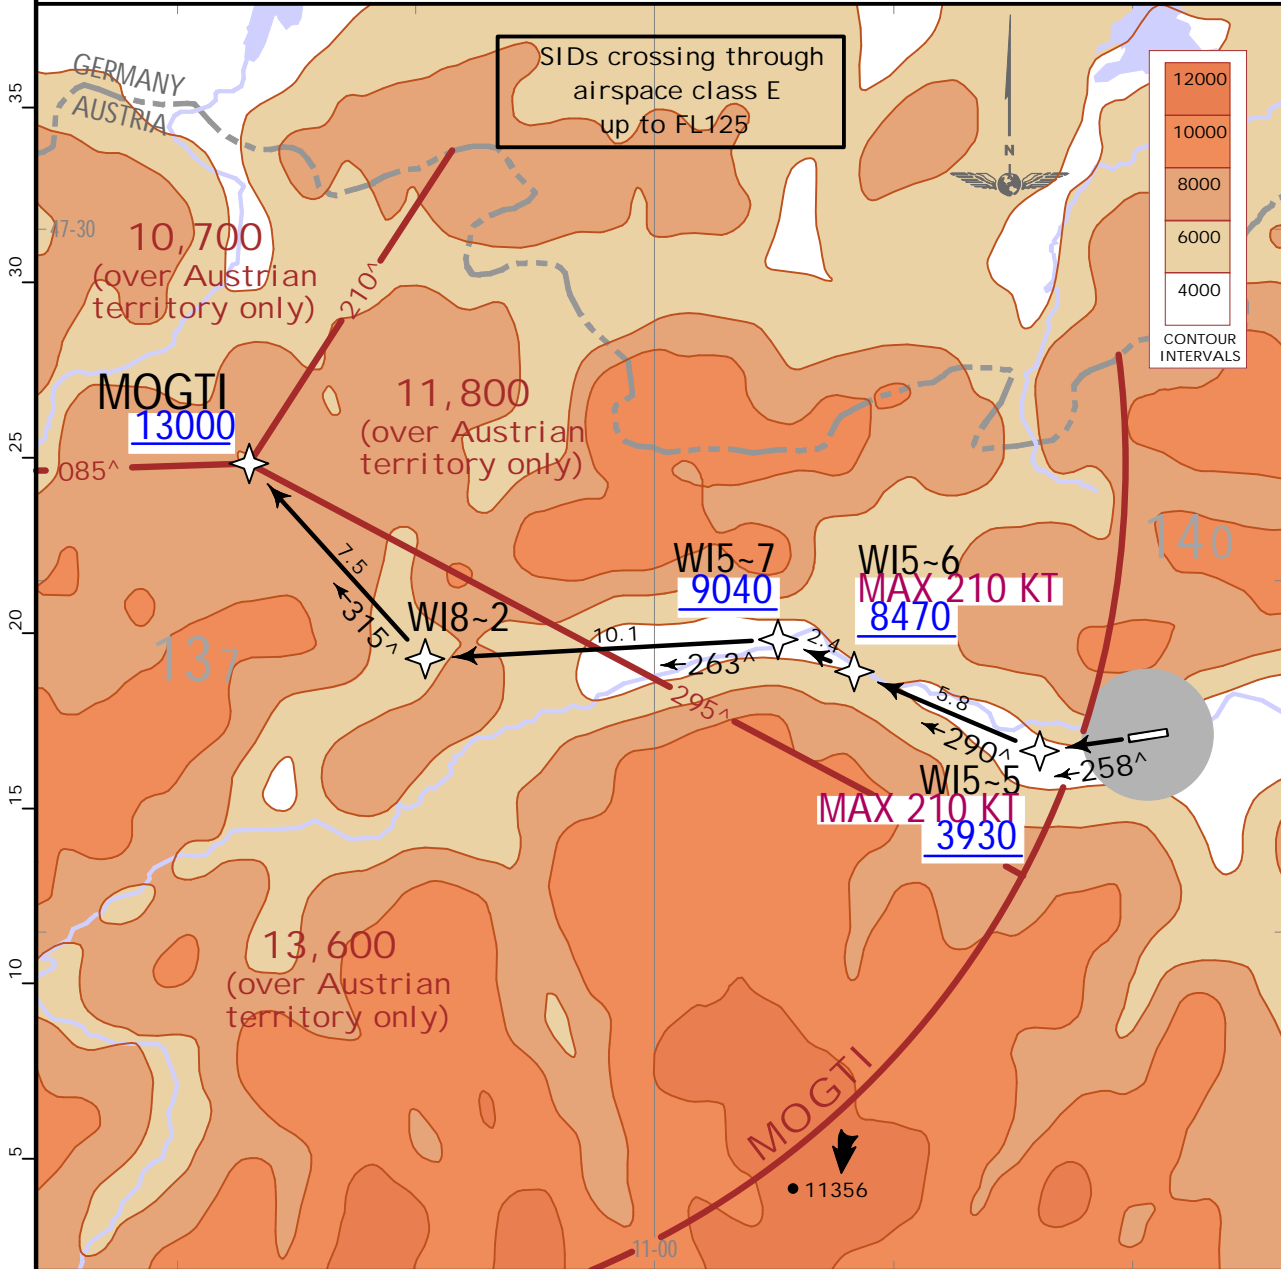 SIDs crossing through
airspace class E
up to FL125
GERMANY
AUSTRIA
N
12000
10000
8000
6000
4000
CONTOUR
INTERVALS
35
30
25
20
15
10
5
47-30
10,700
(over Austrian
territory only)
210^
MOGTI
13000
085^
11,800
(over Austrian
territory only)
140
7.5
315^
WI8~2
137
WI5~7
9040
WI5~6
MAX 210 KT
8470
10.1
263^
2.4
295^
5.8
290^
258^
WI5~5
MAX 210 KT
3930
13,600
(over Austrian
territory only)
MOGTI
11356
11-00